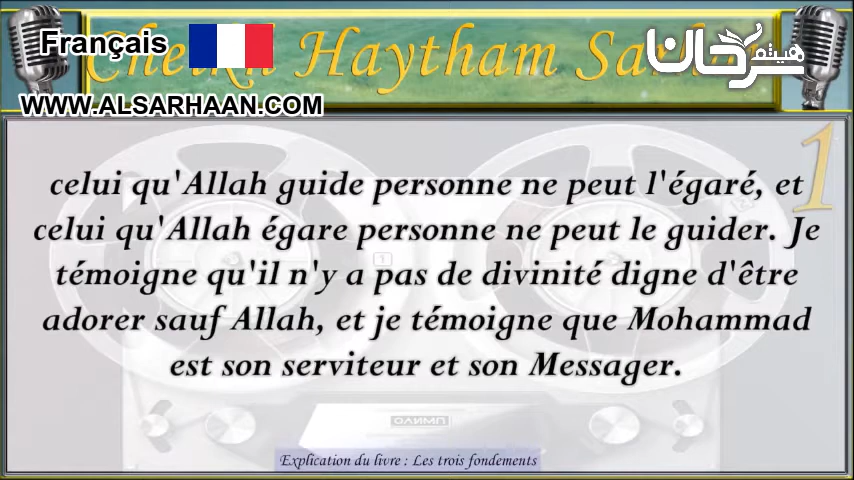 Français
Cheikh Haytham Sarhan
هيثم سرحان
WWW.ALSARHAAN.COM
1
celui qu'Allah guide personne ne peut l'égaré, et
celui qu'Allah égare personne ne peut le guider. Je
témoigne qu'il n'y a pas de divinité digne d'être
adorer sauf Allah, et je témoigne que Mohammad
est son serviteur et son Messager.
ОЛИМП
Explication du livre : Les trois fondements